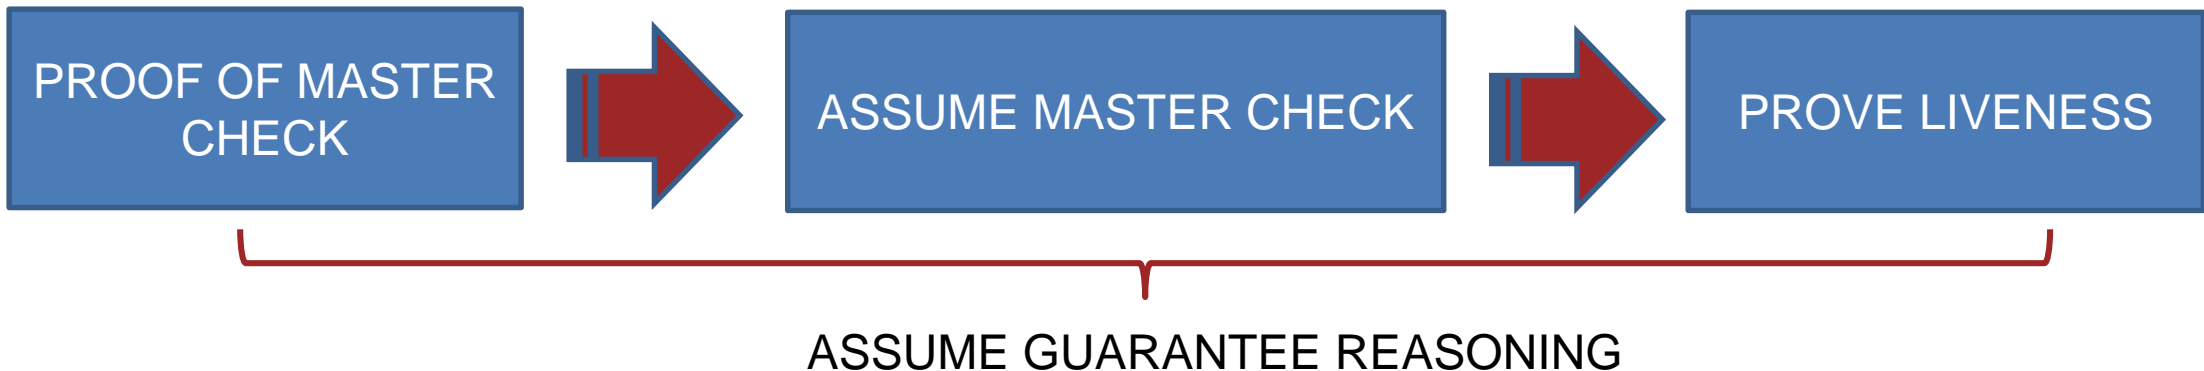 PROOF OF MASTER
CHECK
ASSUME MASTER CHECK
PROVE LIVENESS
ASSUME GUARANTEE REASONING